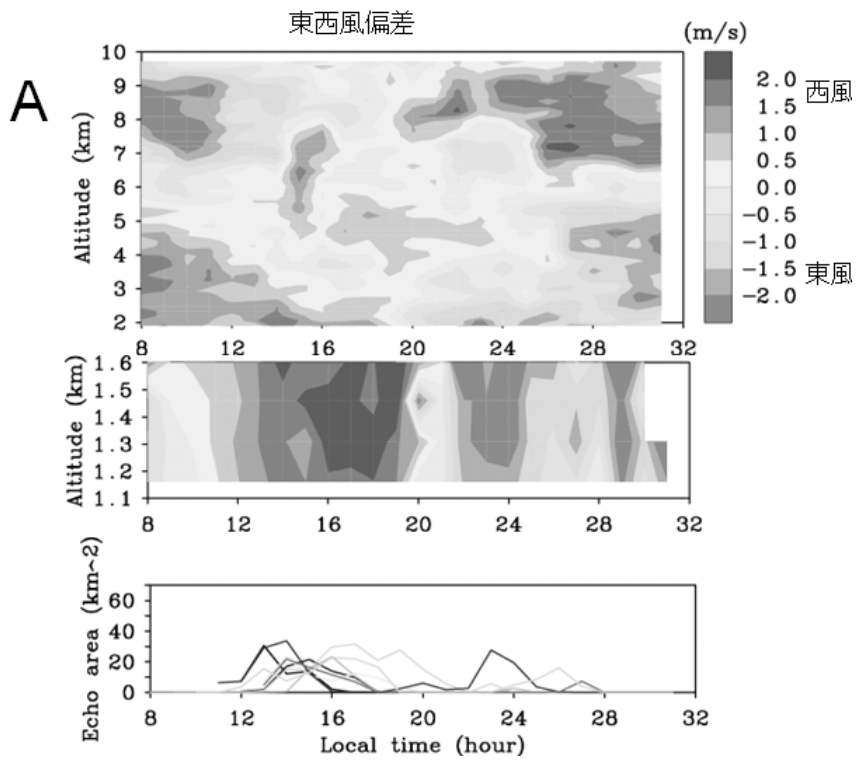 東西風偏差
(m/s)
A
Altitude (km)
10
9
8
7
6
5
4
3
2
8 12 16 20 24 28 32
2.0
1.5
1.0
0.5
0.0
-0.5
-1.0
-1.5
-2.0
西風
東風
Altitude (km)
1.6
1.5
1.4
1.3
1.2
1.1
8 12 16 20 24 28 32
Echo area (km^2)
60
40
20
0
8 12 16 20 24 28 32
Local time (hour)